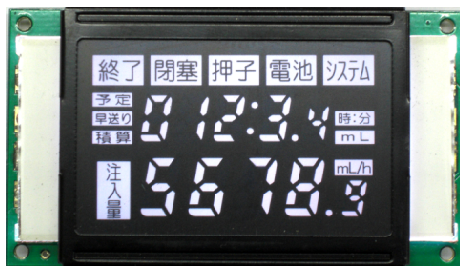 終了 閉塞 押子 電池 システム
予定
早送り 012:3.4 時:分
積算 mL
注入量 5678.9 mL/h